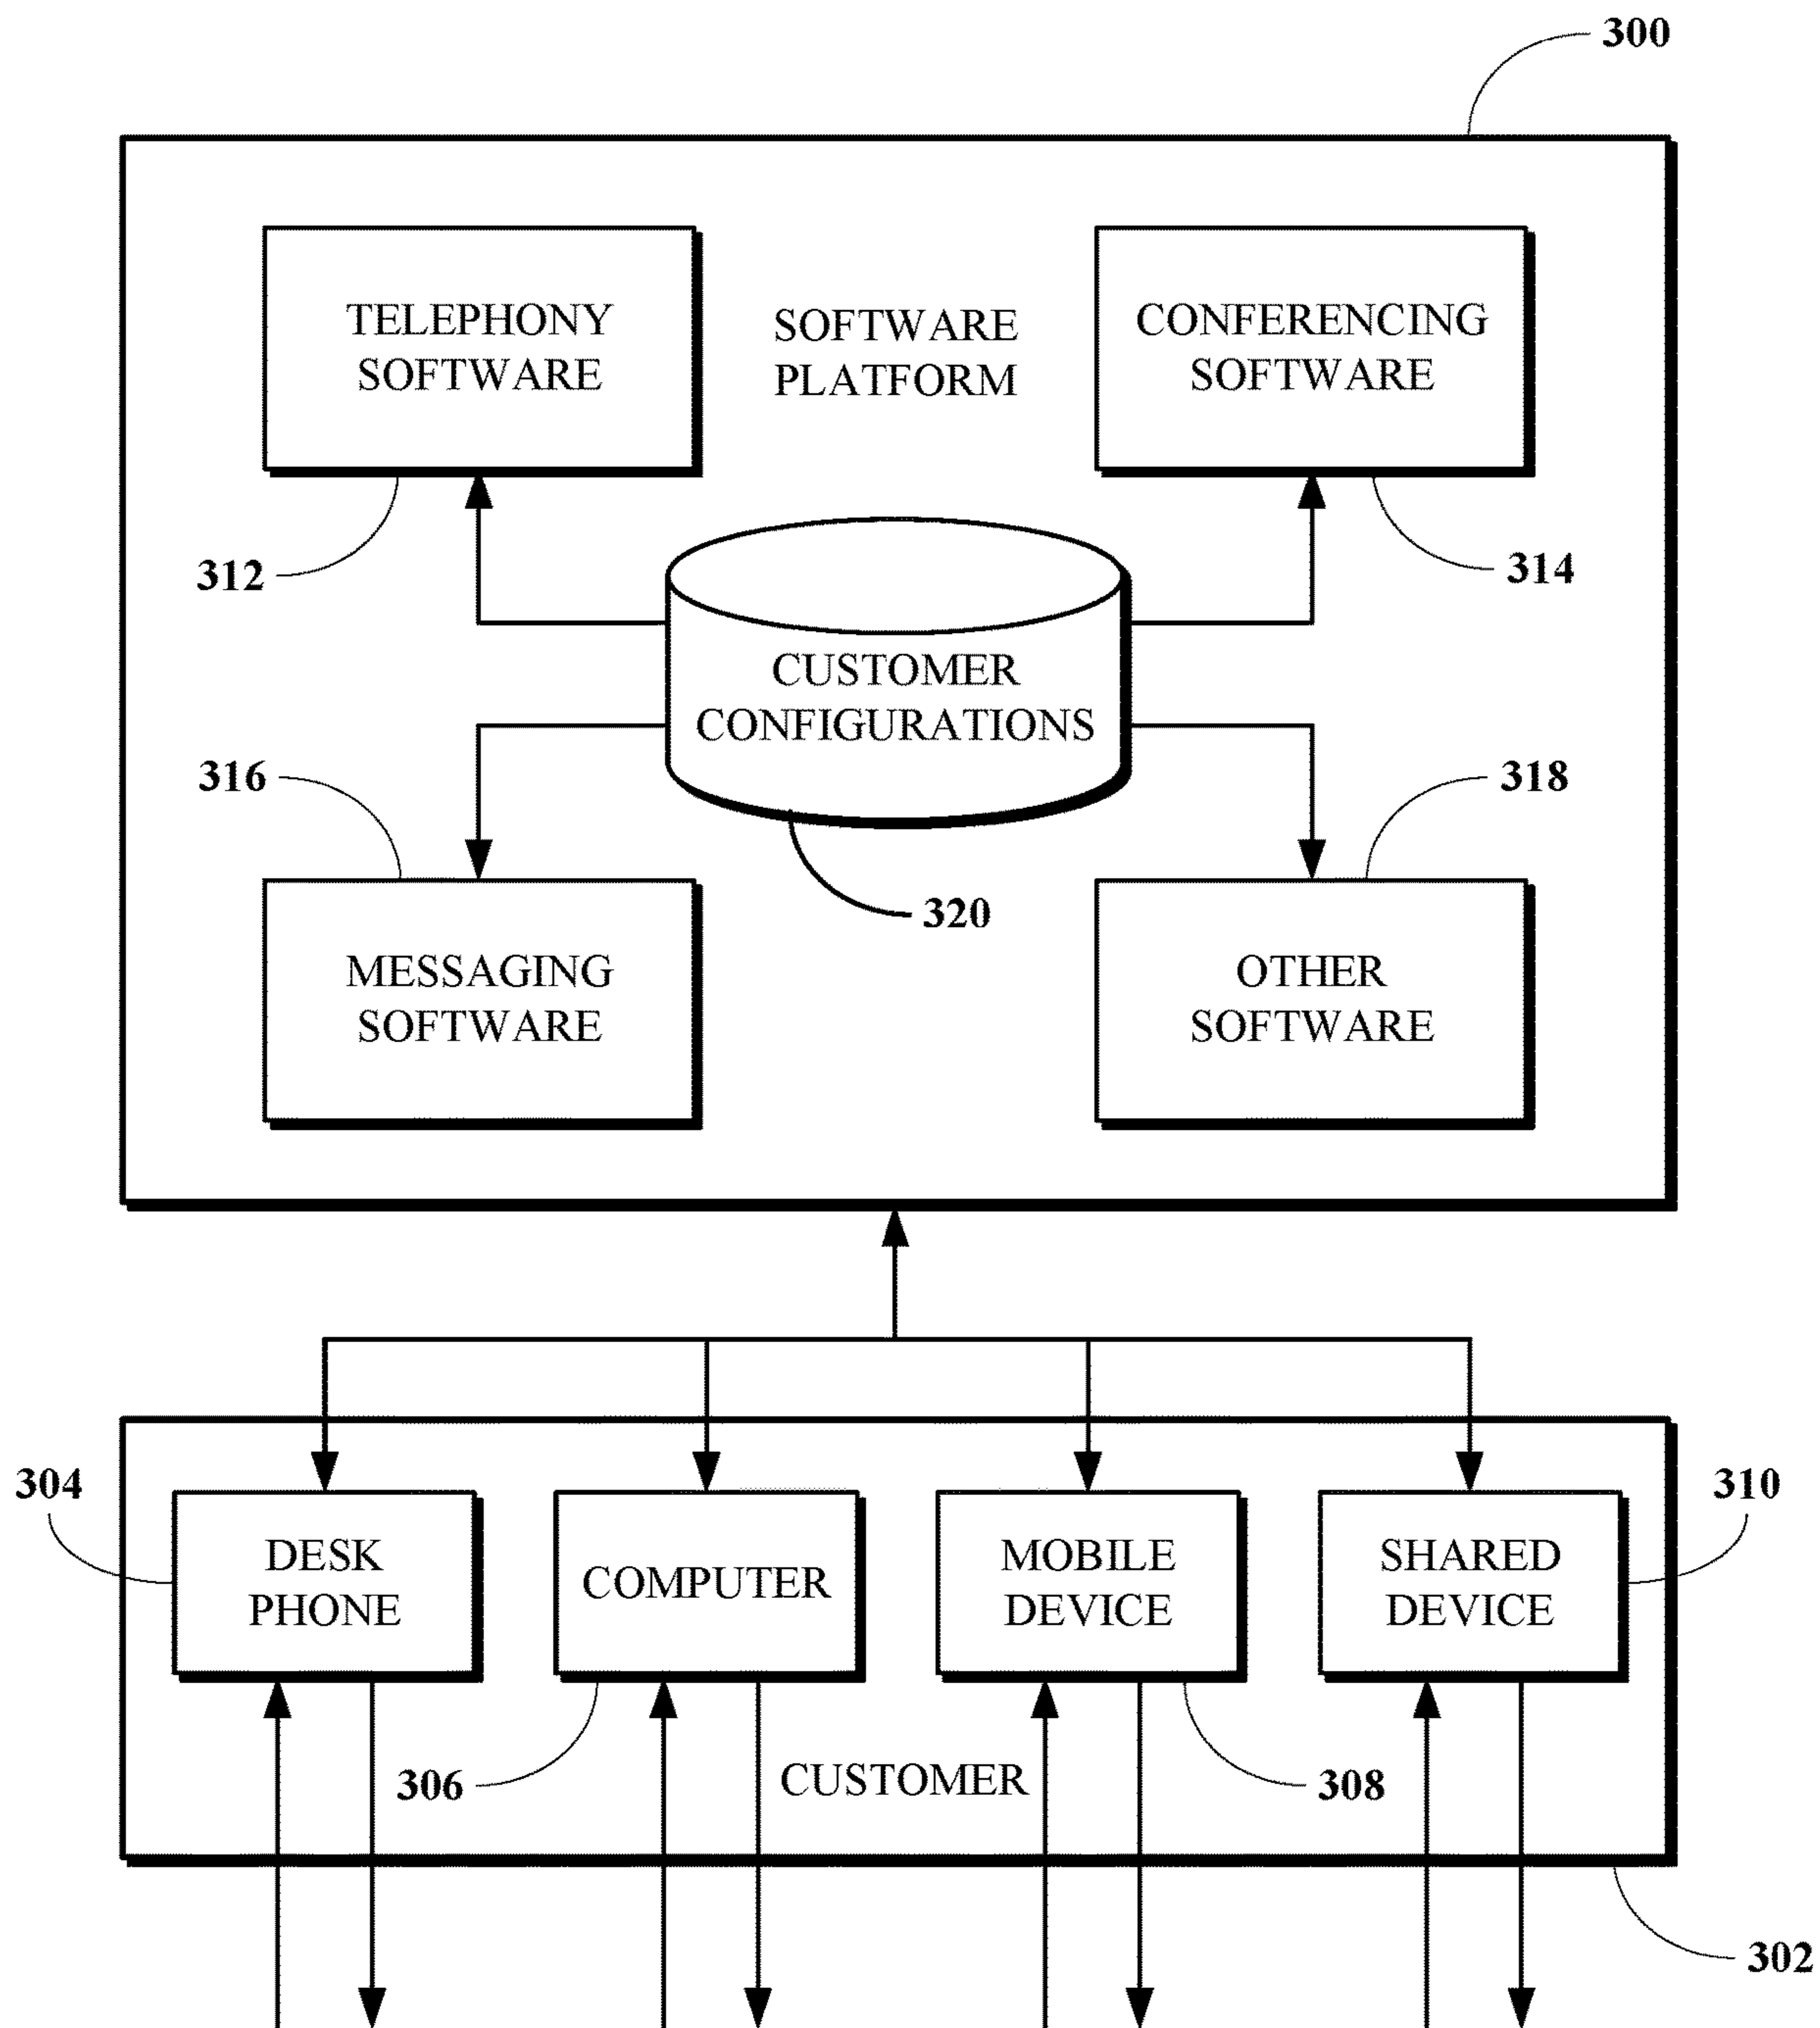 300
TELEPHONY
SOFTWARE
SOFTWARE
PLATFORM
CONFERENCING
SOFTWARE
312
314
CUSTOMER
CONFIGURATIONS
316
318
320
MESSAGING
SOFTWARE
OTHER
SOFTWARE
304
310
DESK
PHONE
COMPUTER
MOBILE
DEVICE
SHARED
DEVICE
306
CUSTOMER
308
302